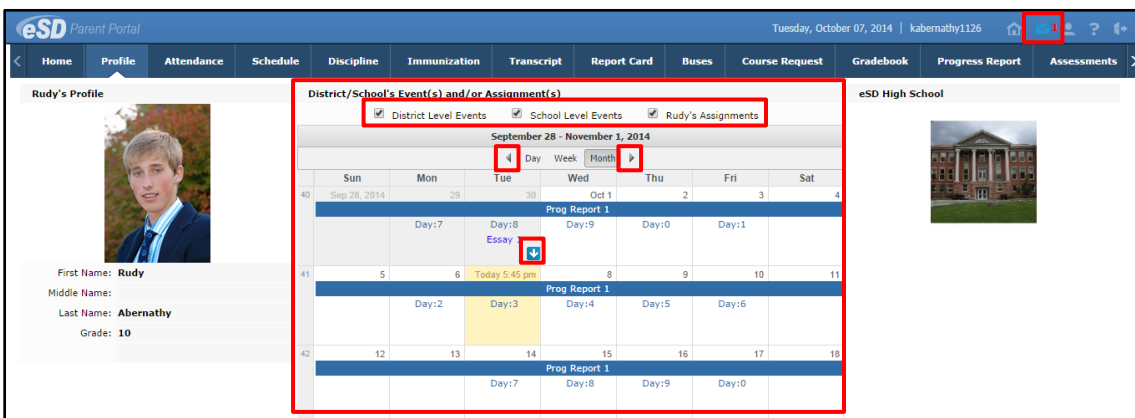 eSD Parent Portal
Tuesday, October 07, 2014 | kabernathy1126 1 ?
Home Profile Attendance Schedule Discipline Immunization Transcript Report Card Buses Course Request Gradebook Progress Report Assessments
Rudy's Profile
District/School's Event(s) and/or Assignment(s)
eSD High School
District Level Events School Level Events Rudy's Assignments
September 28 - November 1, 2014
Day Week Month
Sun Mon Tue Wed Thu Fri Sat
40 Sep 28, 2014 29 30 Oct 1 2 3 4
Prog Report 1
Day:7 Day:8 Day:9 Day:0 Day:1
Essay 1
First Name: Rudy
Middle Name:
Last Name: Abernathy
Grade: 10
41 5 6 Today 5:45 pm 8 9 10 11
Prog Report 1
Day:2 Day:3 Day:4 Day:5 Day:6
42 12 13 14 15 16 17 18
Prog Report 1
Day:7 Day:8 Day:9 Day:0